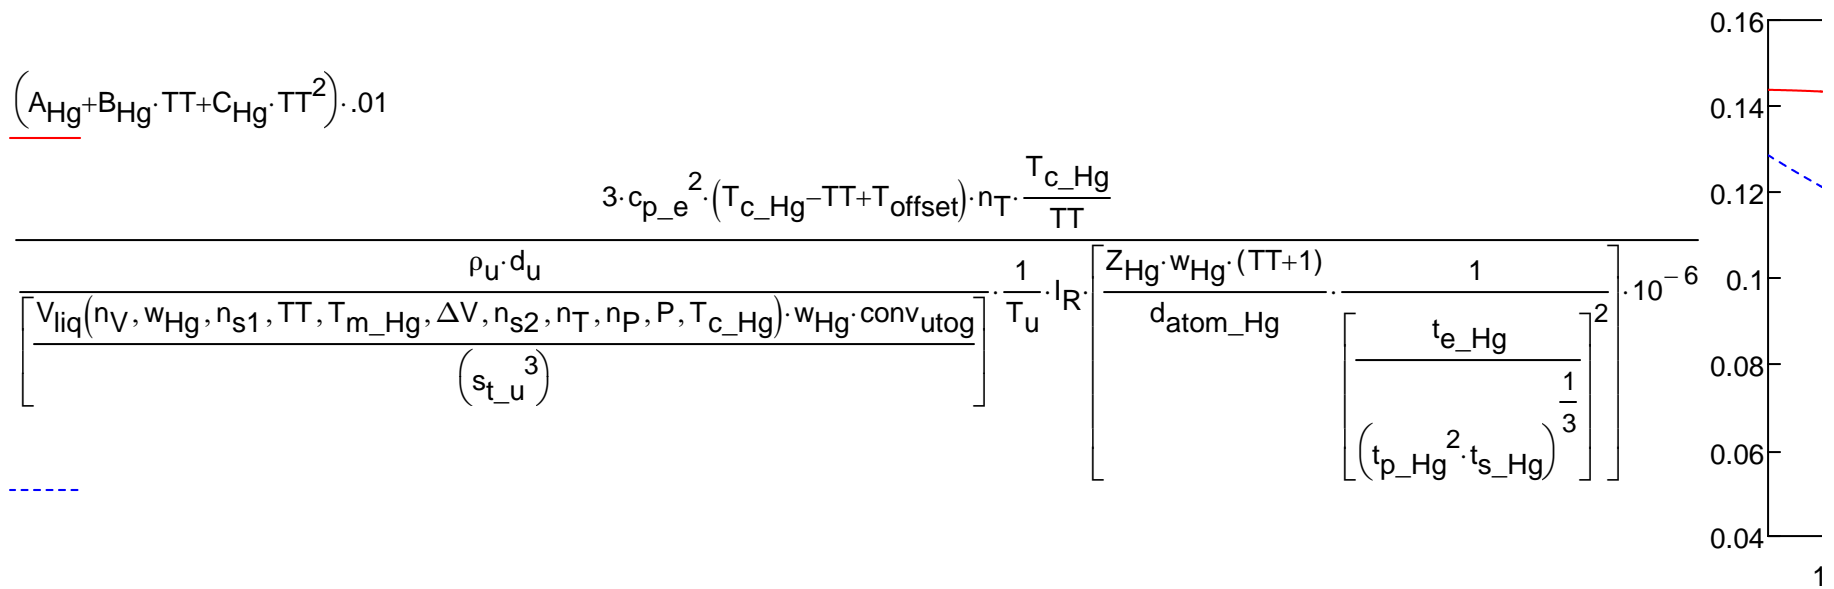 (A_Hg+B_Hg·TT+C_Hg·TT^2)·.01
3·c_p_e^2·(T_c_Hg−TT+T_offset)·n_T·T_c_Hg/TT
ρ_u·d_u
[V_liq(n_V,w_Hg,n_s1,TT,T_m_Hg,ΔV,n_s2,n_T,n_P,P,T_c_Hg)·w_Hg·conv_utog/(s_t_u^3)]·1/T_u·I_R·[Z_Hg·w_Hg·(TT+1)/d_atom_Hg·1/[t_e_Hg/(t_p_Hg^2·t_s_Hg)^1/3]^2]·10^−6
0.16
0.14
0.12
0.1
0.08
0.06
0.04
1